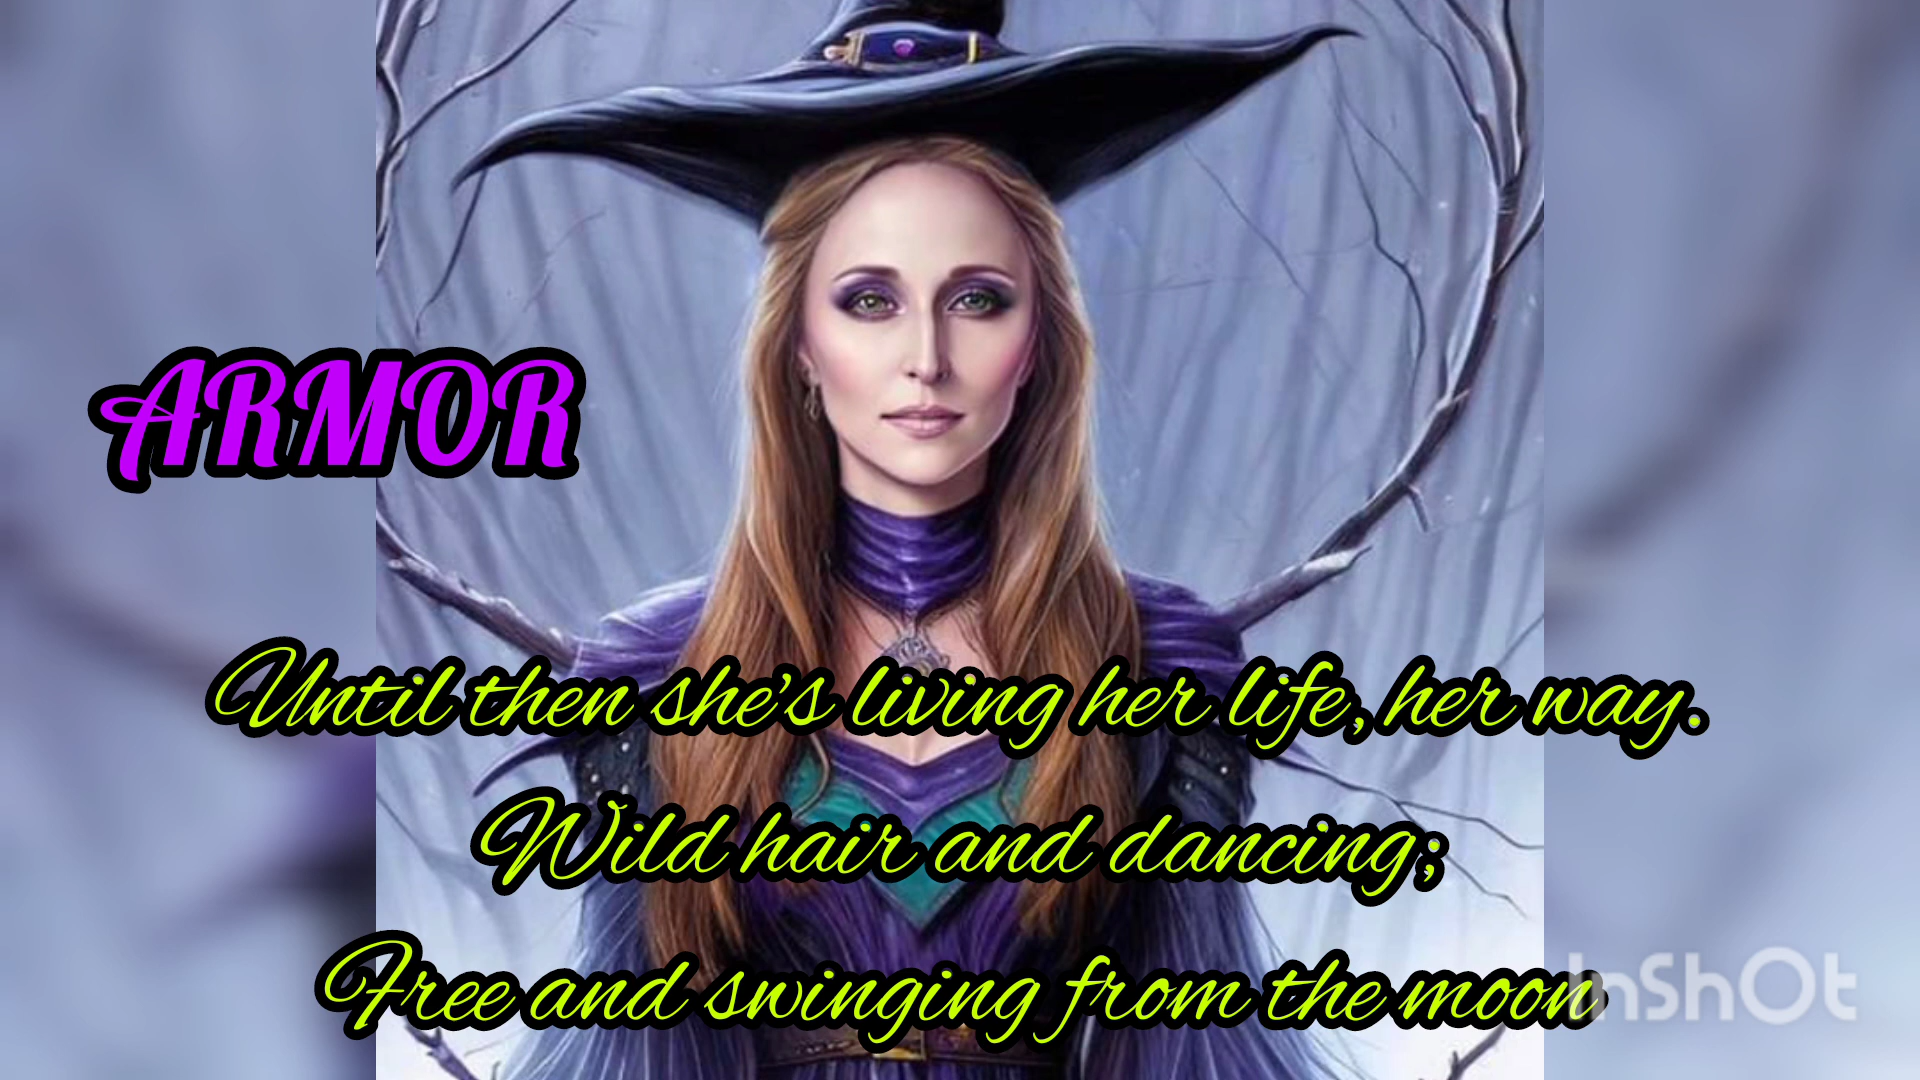 ARMOR
Until then she's living her life, her way.
Wild hair and dancing;
Free and swinging from the moon
InShOt